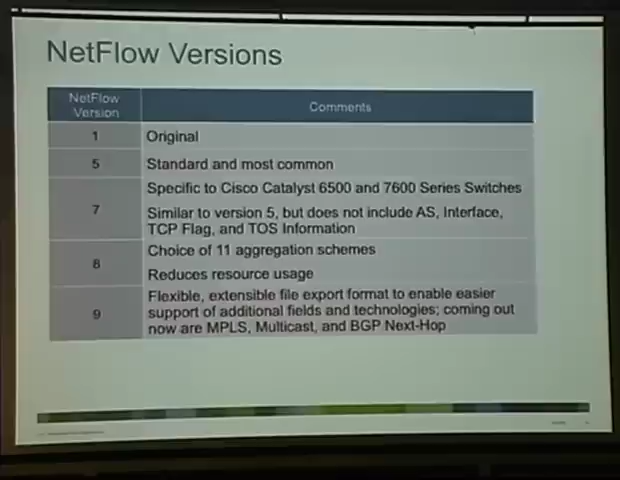 NetFlow Versions
NetFlow
Version
Comments
1
Original
5
Standard and most common
7
Specific to Cisco Catalyst 6500 and 7600 Series Switches
Similar to version 5, but does not include AS, Interface,
TCP Flag, and TOS Information
8
Choice of 11 aggregation schemes
Reduces resource usage
9
Flexible, extensible file export format to enable easier
support of additional fields and technologies; coming out
now are MPLS, Multicast, and BGP Next-Hop